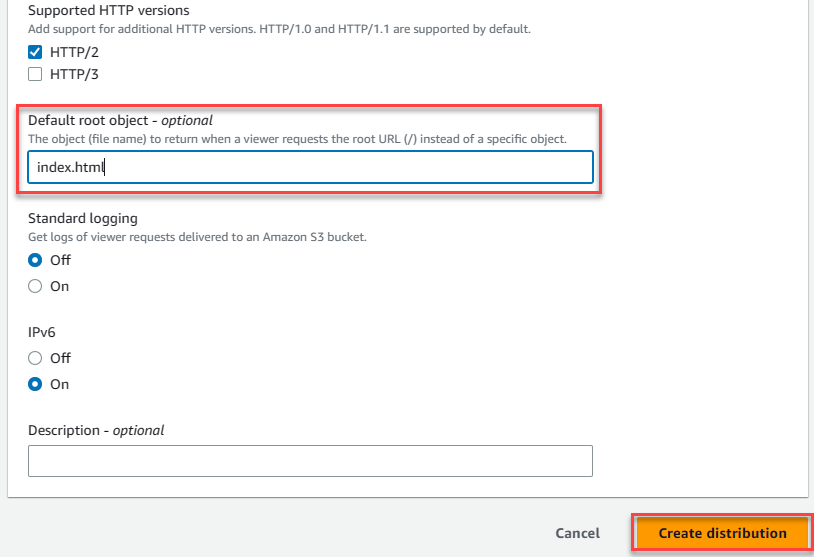 Supported HTTP versions
Add support for additional HTTP versions. HTTP/1.0 and HTTP/1.1 are supported by default.
HTTP/2
HTTP/3
Default root object - optional
The object (file name) to return when a viewer requests the root URL (/) instead of a specific object.
index.html
Standard logging
Get logs of viewer requests delivered to an Amazon S3 bucket.
Off
On
IPv6
Off
On
Description - optional
Cancel Create distribution